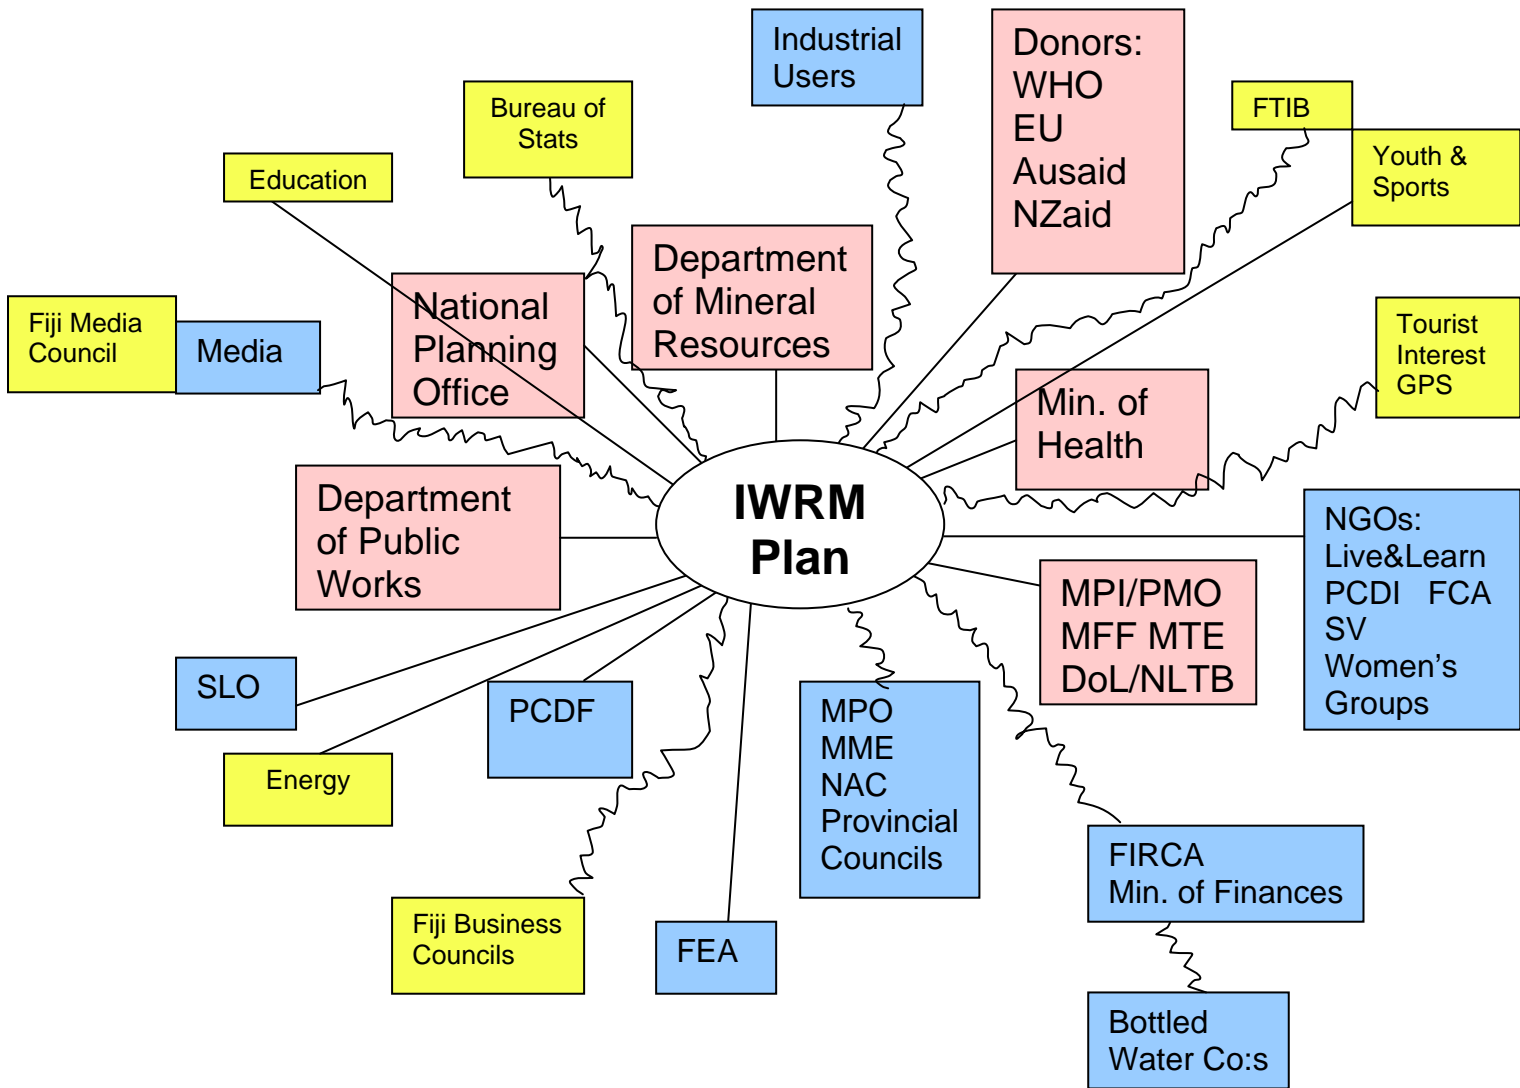 Industrial
Users
Donors:
WHO
EU
Ausaid
NZaid
Bureau of
Stats
FTIB
Youth &
Sports
Education
Department
of Mineral
Resources
National
Planning
Office
Fiji Media
Council
Media
Tourist
Interest
GPS
Min. of
Health
Department
of Public
Works
IWRM
Plan
NGOs:
Live&Learn
PCDI FCA
SV
Women’s
Groups
MPI/PMO
MFF MTE
DoL/NLTB
SLO
PCDF
MPO
MME
NAC
Provincial
Councils
Energy
FIRCA
Min. of Finances
Fiji Business
Councils
FEA
Bottled
Water Co:s